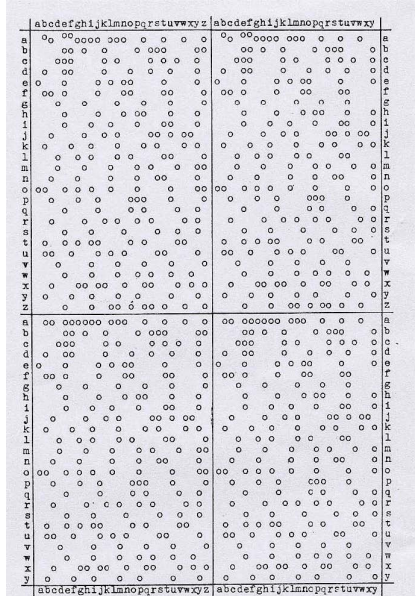 abcdefghijklmnopqrstuvwxyz abcdefghijklmnopqrstuvwxy
a a
b b
c c
d d
e e
f f
g g
h h
i i
j j
k k
l l
m m
n n
o o
p p
q q
r r
s s
t t
u u
v v
w w
x x
y y
z z
a a
b b
c c
d d
e e
f f
g g
h h
i i
j j
k k
l l
m m
n n
o o
p p
q q
r r
s s
t t
u u
v v
w w
x x
y y
abcdefghijklmnopqrstuvwxyz abcdefghijklmnopqrstuvwxy